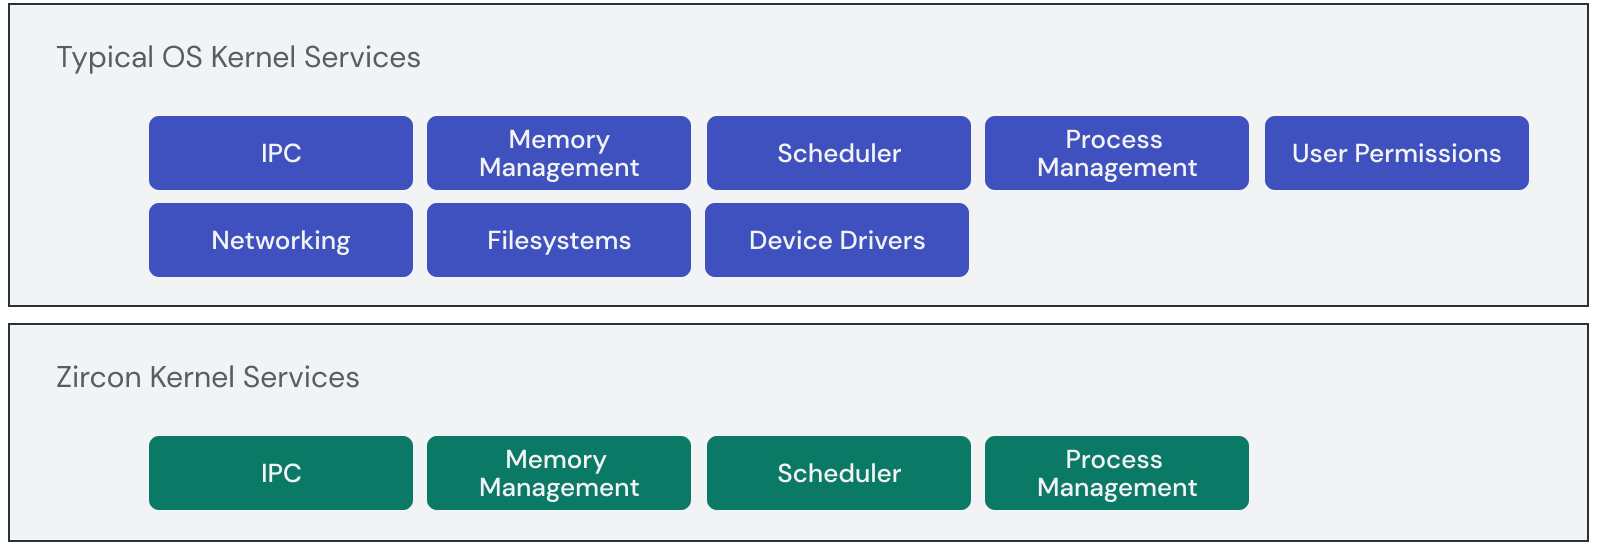 Typical OS Kernel Services
IPC
Memory
Management
Scheduler
Process
Management
User Permissions
Networking
Filesystems
Device Drivers
Zircon Kernel Services
IPC
Memory
Management
Scheduler
Process
Management